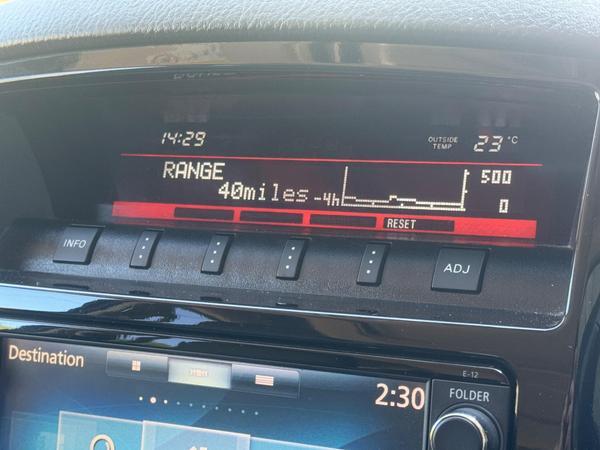 14:29 OUTSIDE TEMP 23 °C
RANGE 500
40miles -4h 0
RESET
INFO ADJ
Destination 2:30
E-12
FOLDER